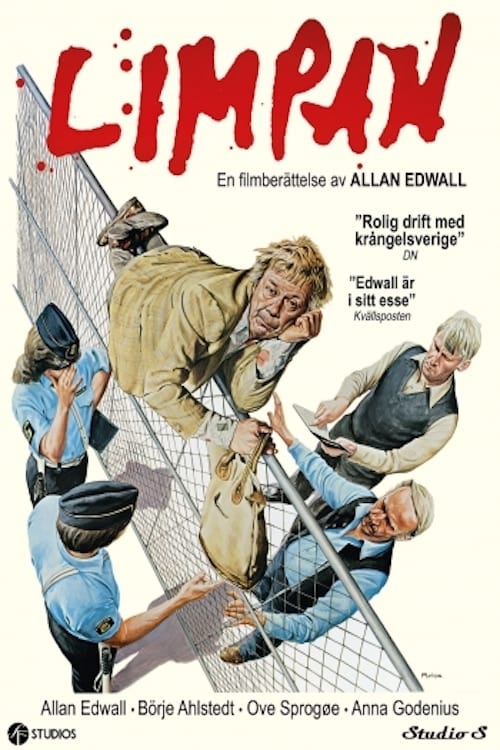 LIMPAN
En filmberättelse av ALLAN EDWALL
"Rolig drift med
krångelsverige"
DN
"Edwall är
i sitt esse"
Kvällsposten
Allan Edwall • Börje Ahlstedt • Ove Sprogøe • Anna Godenius
SF STUDIOS
Studio S